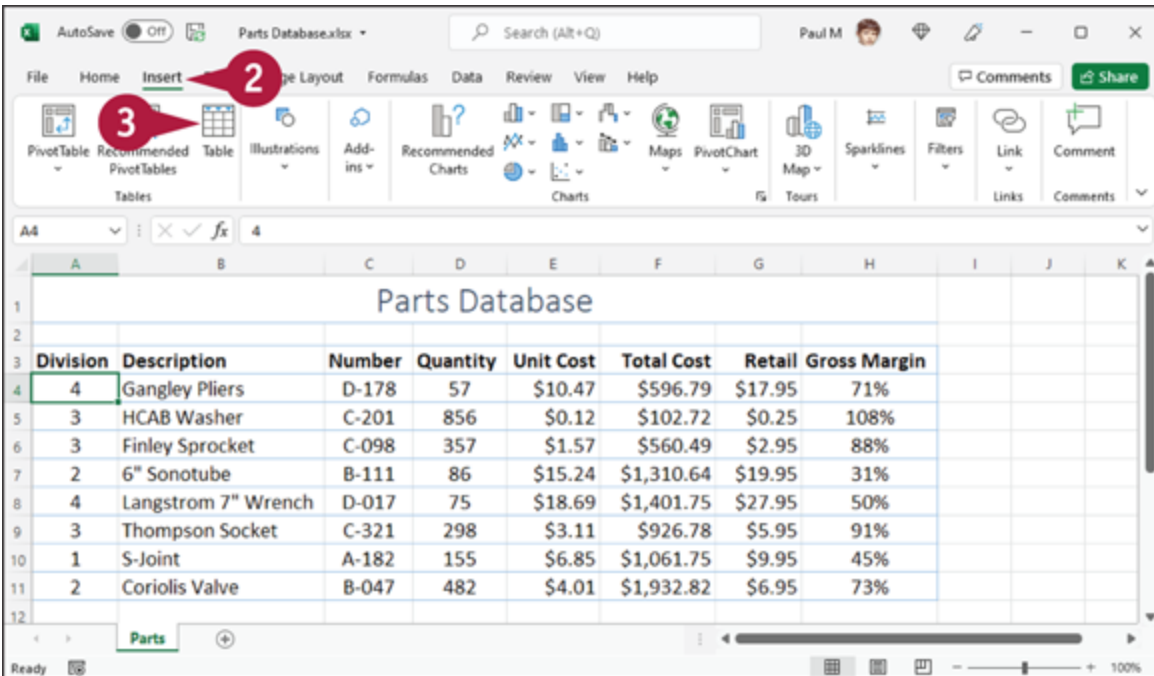 AutoSave Off Parts Database.xlsx Search (Alt+Q) Paul M
File Home Insert ge Layout Formulas Data Review View Help Comments Share
2
3
PivotTable Recommended PivotTables Table Illustrations Add-ins Recommended Charts Maps PivotChart 3D Map Sparklines Filters Link Comment
Tables Charts Tours Links Comments
A4 fx 4
A B C D E F G H I J K
1 Parts Database
2
3 Division Description Number Quantity Unit Cost Total Cost Retail Gross Margin
4 4 Gangley Pliers D-178 57 $10.47 $596.79 $17.95 71%
5 3 HCAB Washer C-201 856 $0.12 $102.72 $0.25 108%
6 3 Finley Sprocket C-098 357 $1.57 $560.49 $2.95 88%
7 2 6" Sonotube B-111 86 $15.24 $1,310.64 $19.95 31%
8 4 Langstrom 7" Wrench D-017 75 $18.69 $1,401.75 $27.95 50%
9 3 Thompson Socket C-321 298 $3.11 $926.78 $5.95 91%
10 1 S-Joint A-182 155 $6.85 $1,061.75 $9.95 45%
11 2 Coriolis Valve B-047 482 $4.01 $1,932.82 $6.95 73%
12
Parts
Ready 100%